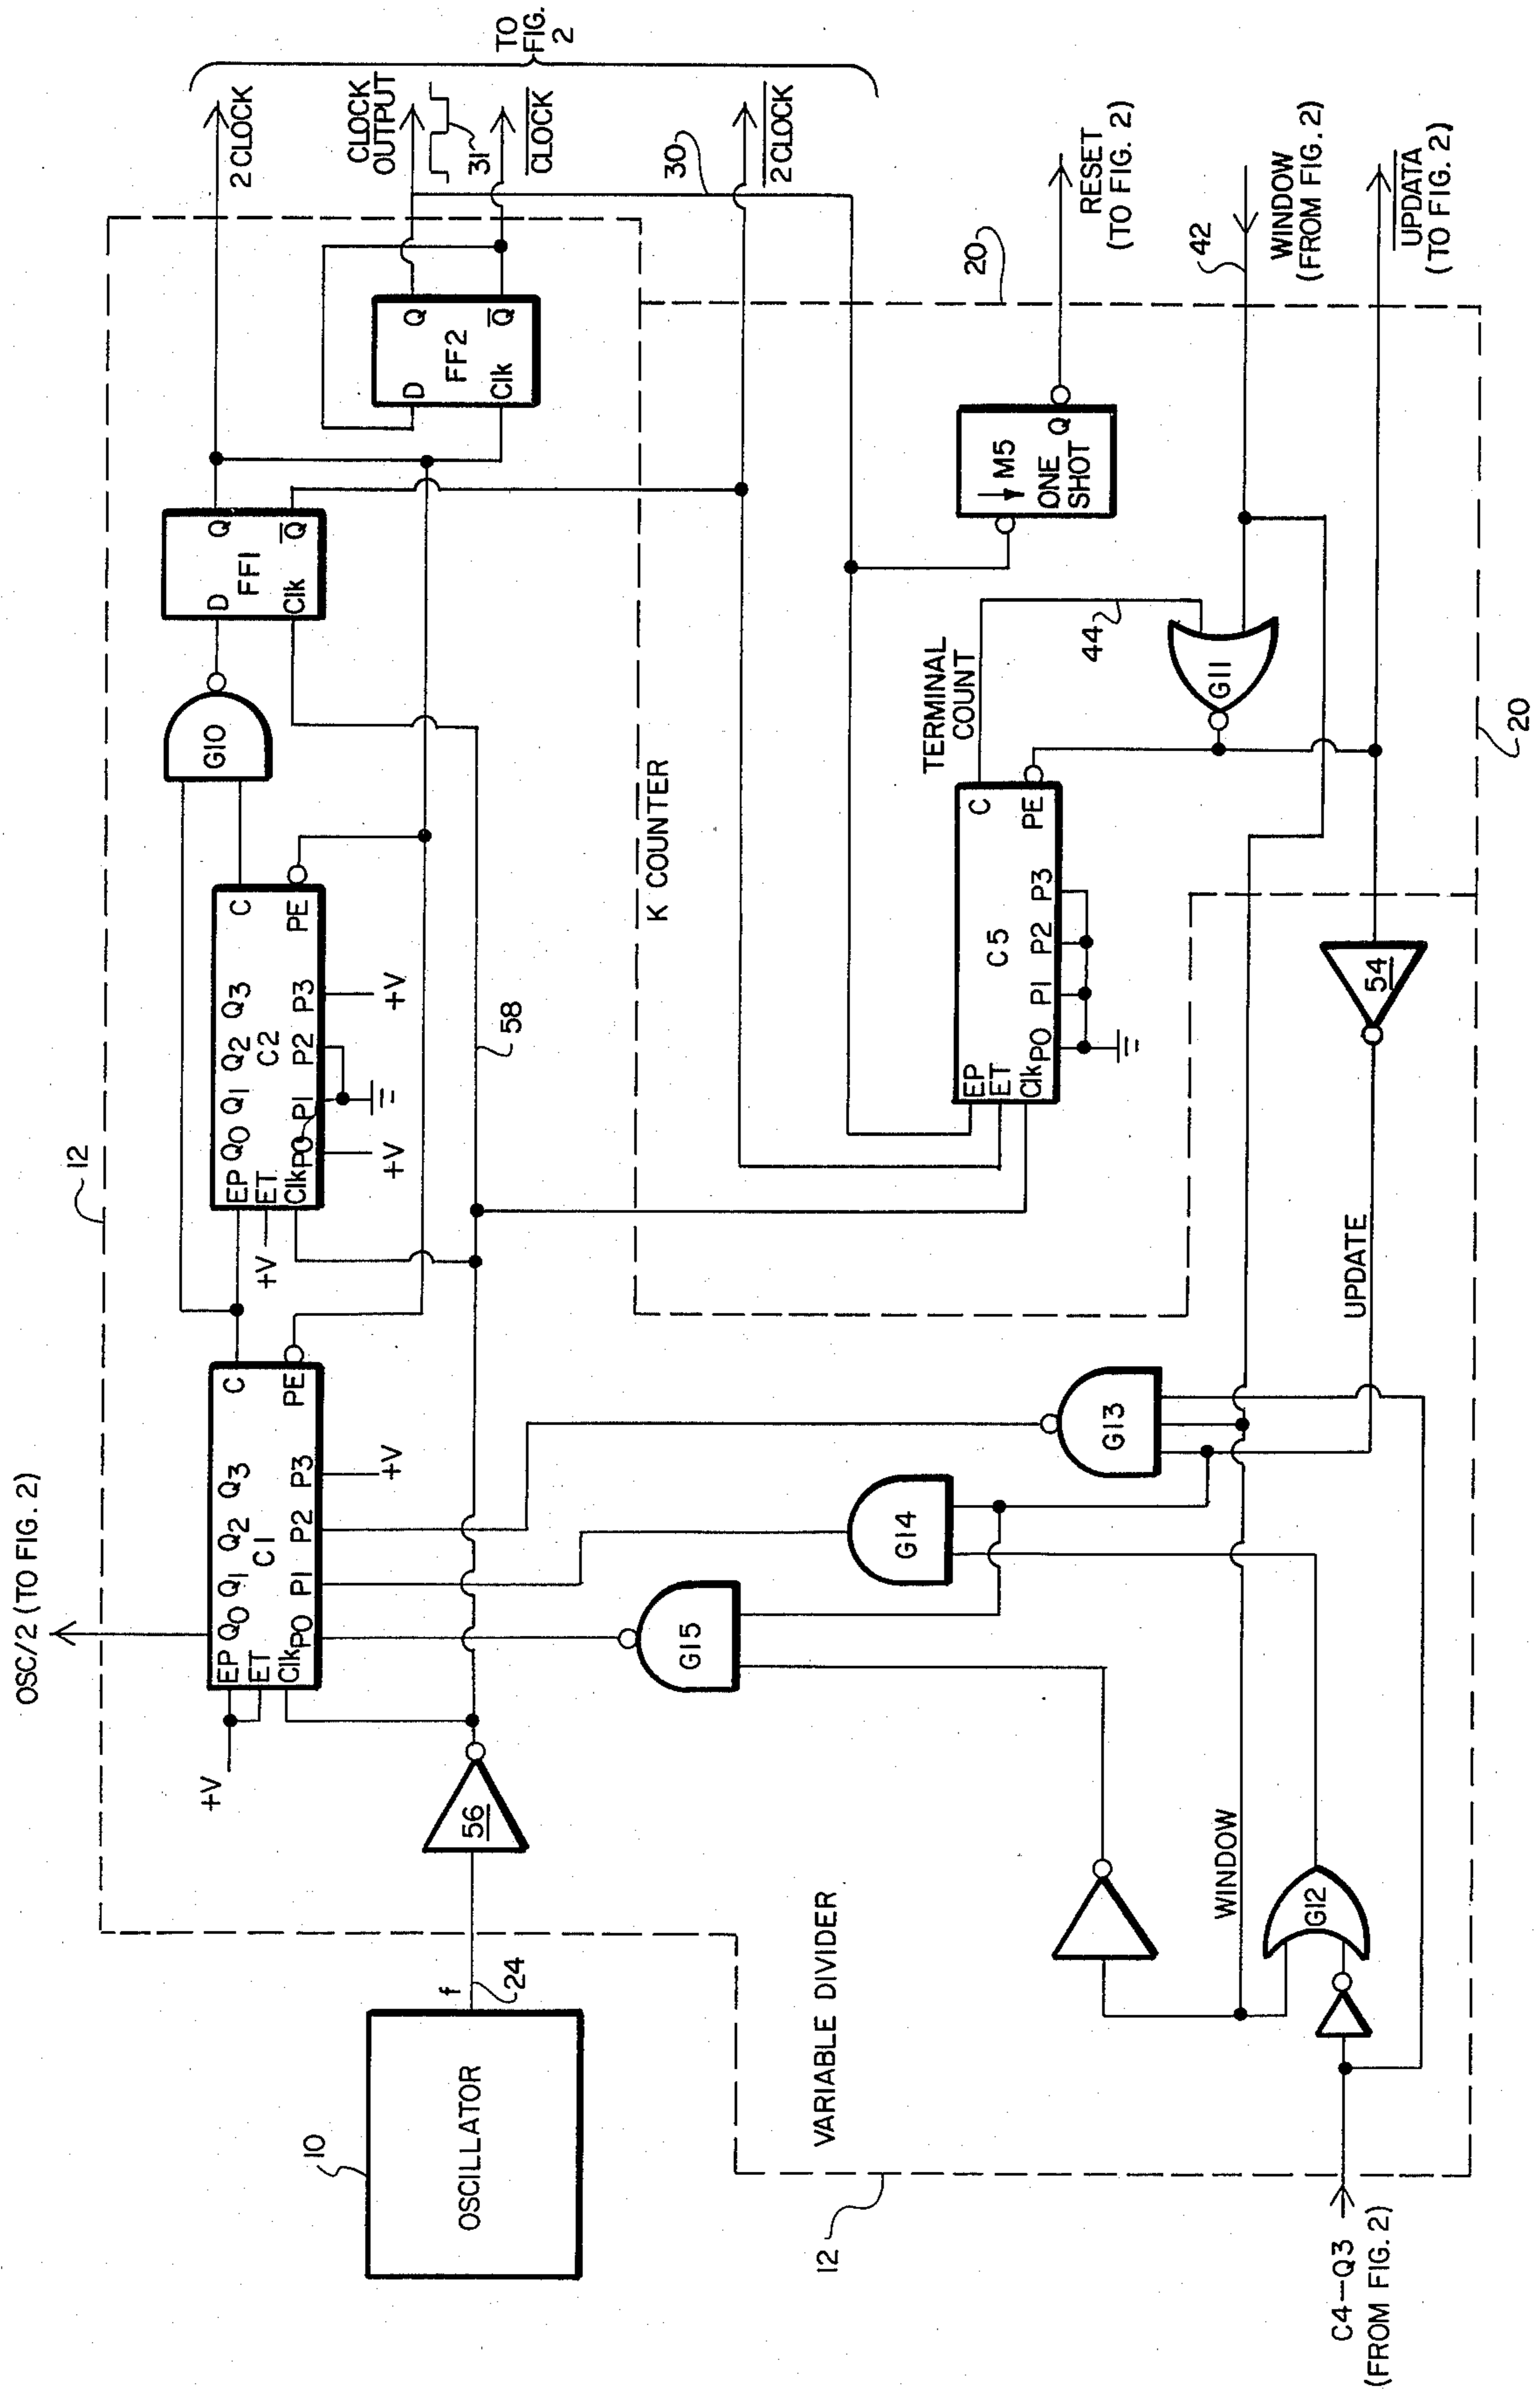 OSC/2 (TO FIG. 2)
12
+V
EP
ET
Clk
Q0 Q1 Q2 Q3
C1
P0 P1 P2 P3
C
PE
+V
EP
ET
Clk
+V
Q0 Q1 Q2 Q3
C2
P0 P1 P2 P3
C
PE
+V
+V
G10
D
FF1
Clk
Q
Q̅
2 CLOCK
D
FF2
Clk
Q
Q̅
CLOCK
OUTPUT
31
C̅L̅O̅C̅K̅
30
2̅ ̅C̅L̅O̅C̅K̅
TO
FIG.
2
10
OSCILLATOR
f
24
56
58
K COUNTER
G15
G14
G13
EP
ET
Clk
C5
P0 P1 P2 P3
C
PE
TERMINAL
COUNT
44
G11
M5
ONE
SHOT
Q
20
RESET
(TO FIG. 2)
42
WINDOW
(FROM FIG. 2)
U̅P̅D̅A̅T̅A̅
(TO FIG. 2)
20
54
UPDATE
VARIABLE DIVIDER
12
WINDOW
G12
C4-Q3
(FROM FIG. 2)